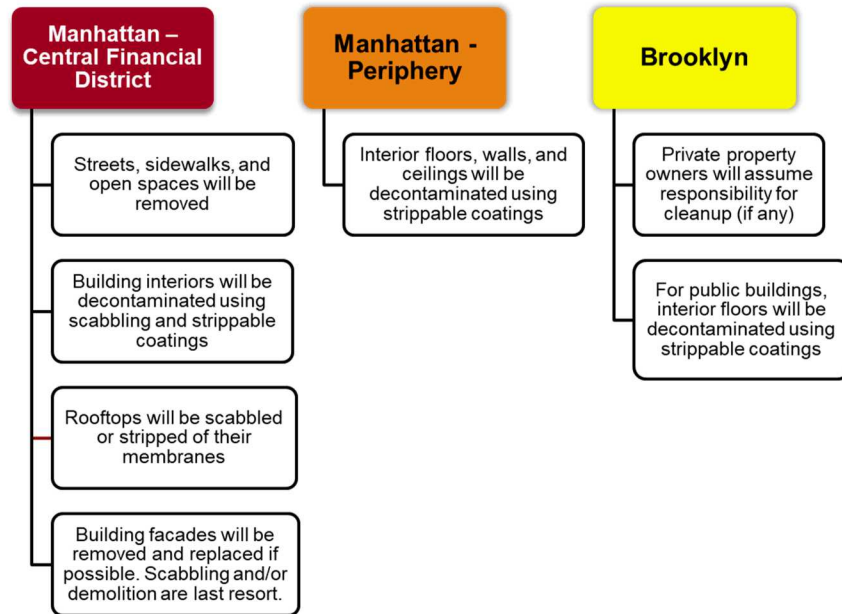 Manhattan –
Central Financial
District
Streets, sidewalks, and
open spaces will be
removed
Building interiors will be
decontaminated using
scabbling and strippable
coatings
Rooftops will be scabbled
or stripped of their
membranes
Building facades will be
removed and replaced if
possible. Scabbling and/or
demolition are last resort.
Manhattan -
Periphery
Interior floors, walls, and
ceilings will be
decontaminated using
strippable coatings
Brooklyn
Private property
owners will assume
responsibility for
cleanup (if any)
For public buildings,
interior floors will be
decontaminated using
strippable coatings